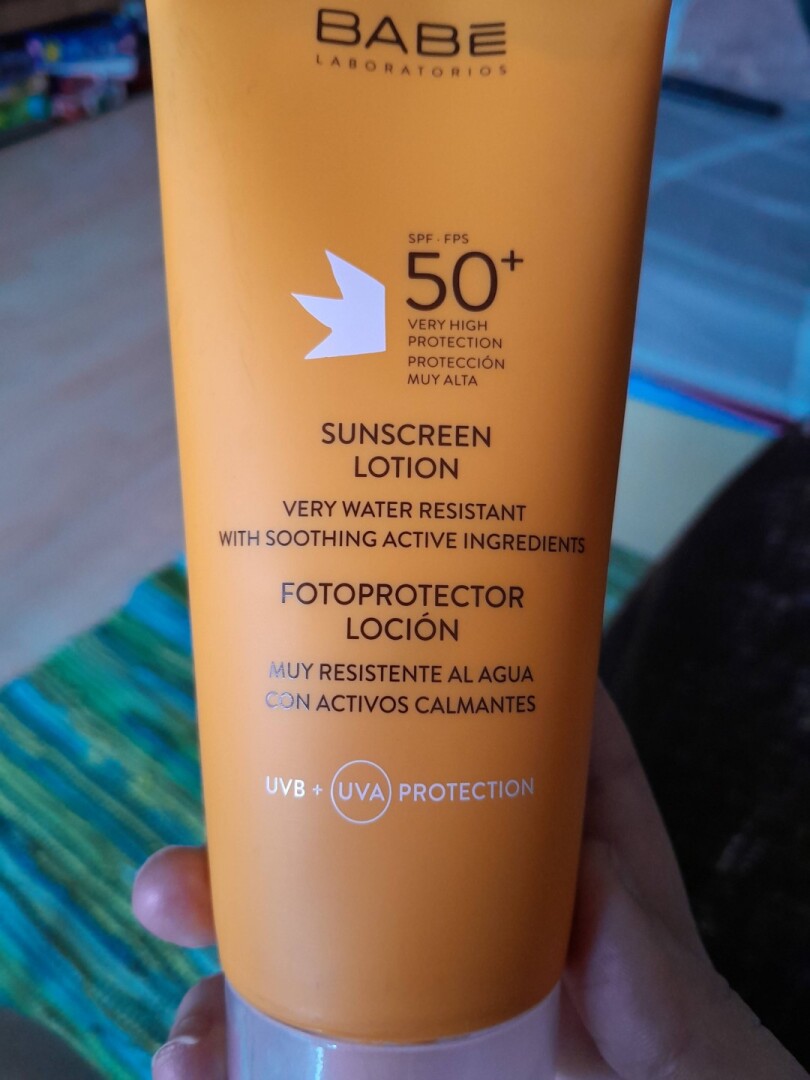 BABĒ
LABORATORIOS
SPF · FPS
50+
VERY HIGH
PROTECTION
PROTECCIÓN
MUY ALTA
SUNSCREEN
LOTION
VERY WATER RESISTANT
WITH SOOTHING ACTIVE INGREDIENTS
FOTOPROTECTOR
LOCIÓN
MUY RESISTENTE AL AGUA
CON ACTIVOS CALMANTES
UVB + UVA PROTECTION